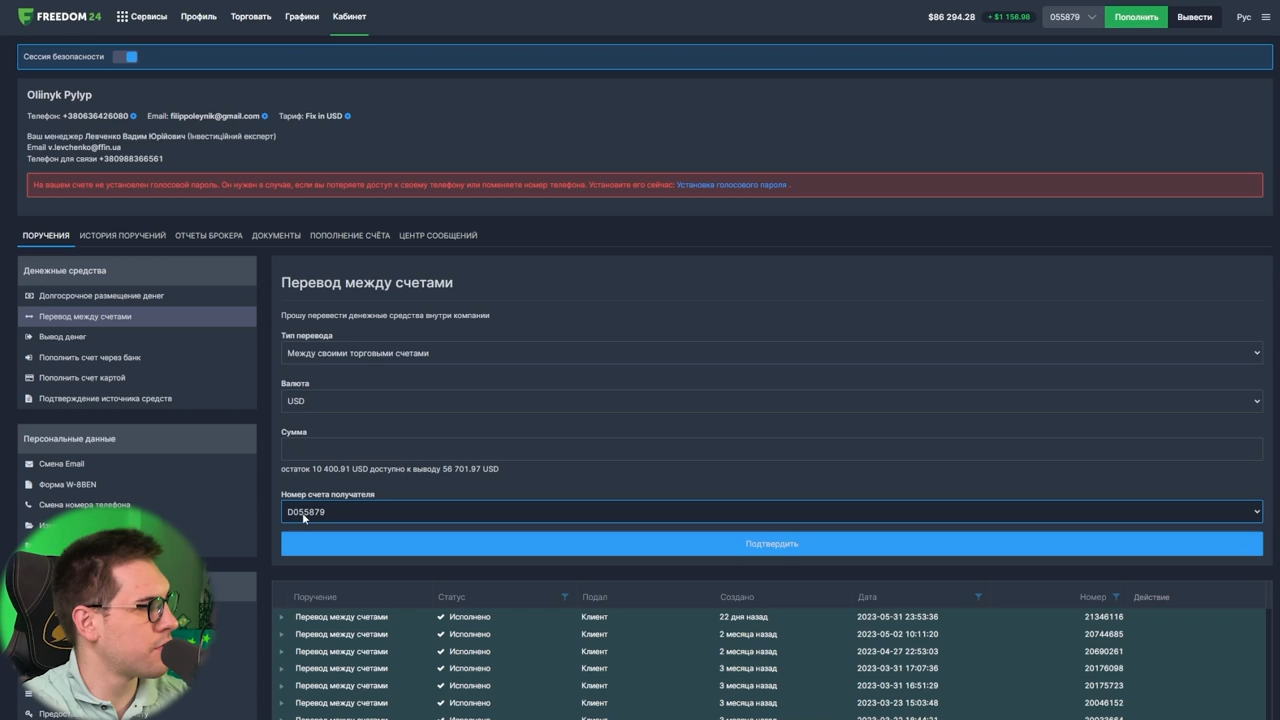 FREEDOM 24
Сервисы
Профиль
Торговать
Графики
Кабинет
$86 294.28
+ $1 156.98
055879
Пополнить
Вывести
Рус
Сессия безопасности
Oliinyk Pylyp
Телефон: +380636426080 Email: filippoleynik@gmail.com Тариф: Fix in USD
Ваш менеджер Левченко Вадим Юрійович (Інвестиційний експерт)
Email v.levchenko@ffin.ua
Телефон для связи +380988366561
На вашем счете не установлен голосовой пароль. Он нужен в случае, если вы потеряете доступ к своему телефону или поменяете номер телефона. Установите его сейчас: Установка голосового пароля .
ПОРУЧЕНИЯ
ИСТОРИЯ ПОРУЧЕНИЙ
ОТЧЕТЫ БРОКЕРА
ДОКУМЕНТЫ
ПОПОЛНЕНИЕ СЧЁТА
ЦЕНТР СООБЩЕНИЙ
Денежные средства
Долгосрочное размещение денег
Перевод между счетами
Вывод денег
Пополнить счет через банк
Пополнить счет картой
Подтверждение источника средств
Персональные данные
Смена Email
Форма W-8BEN
Смена номера телефона
Перевод между счетами
Прошу перевести денежные средства внутри компании
Тип перевода
Между своими торговыми счетами
Валюта
USD
Сумма
остаток 10 400.91 USD доступно к выводу 56 701.97 USD
Номер счета получателя
D055879
Подтвердить
Поручение Статус Подал Создано Дата Номер Действие
Перевод между счетами Исполнено Клиент 22 дня назад 2023-05-31 23:53:36 21346116
Перевод между счетами Исполнено Клиент 2 месяца назад 2023-05-02 10:11:20 20744685
Перевод между счетами Исполнено Клиент 2 месяца назад 2023-04-27 22:53:03 20690261
Перевод между счетами Исполнено Клиент 3 месяца назад 2023-03-31 17:07:36 20176098
Перевод между счетами Исполнено Клиент 3 месяца назад 2023-03-31 16:51:29 20175723
Перевод между счетами Исполнено Клиент 3 месяца назад 2023-03-23 15:03:48 20046152